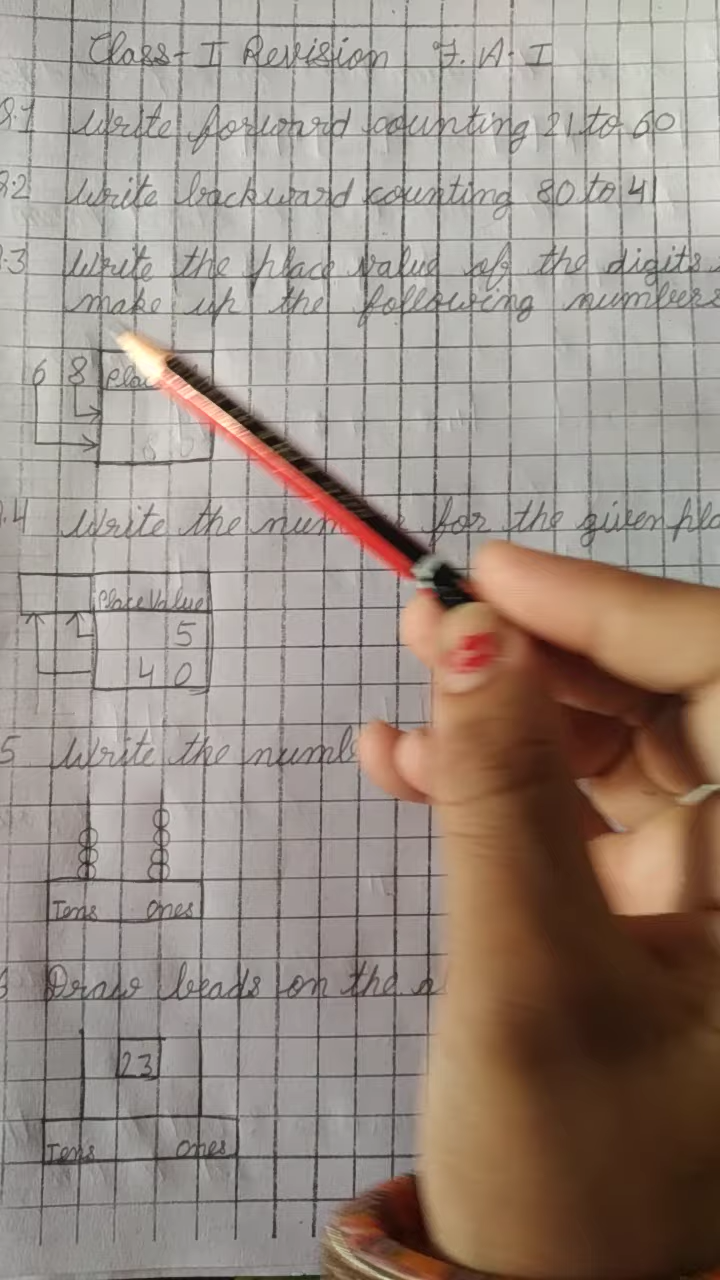 Class-I Revision F.A.I
Q.1 Write forward counting 21 to 60
Q.2 Write backward counting 80 to 41
Q.3 Write the place value of the digits
make up the following numbers
6 8
Q.4 Write the for the given
Place Value
5
4 0
5 Write the
Tens Ones
Draw beads on the
23
Tens Ones